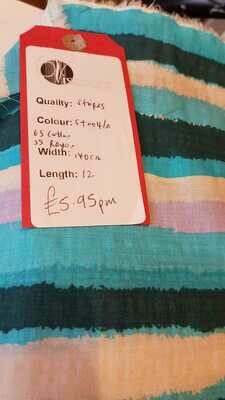 Quality: Stripes
Colour:
65 Cotton
35 Rayon
Width: 140cm
Length: 12
£5.95pm